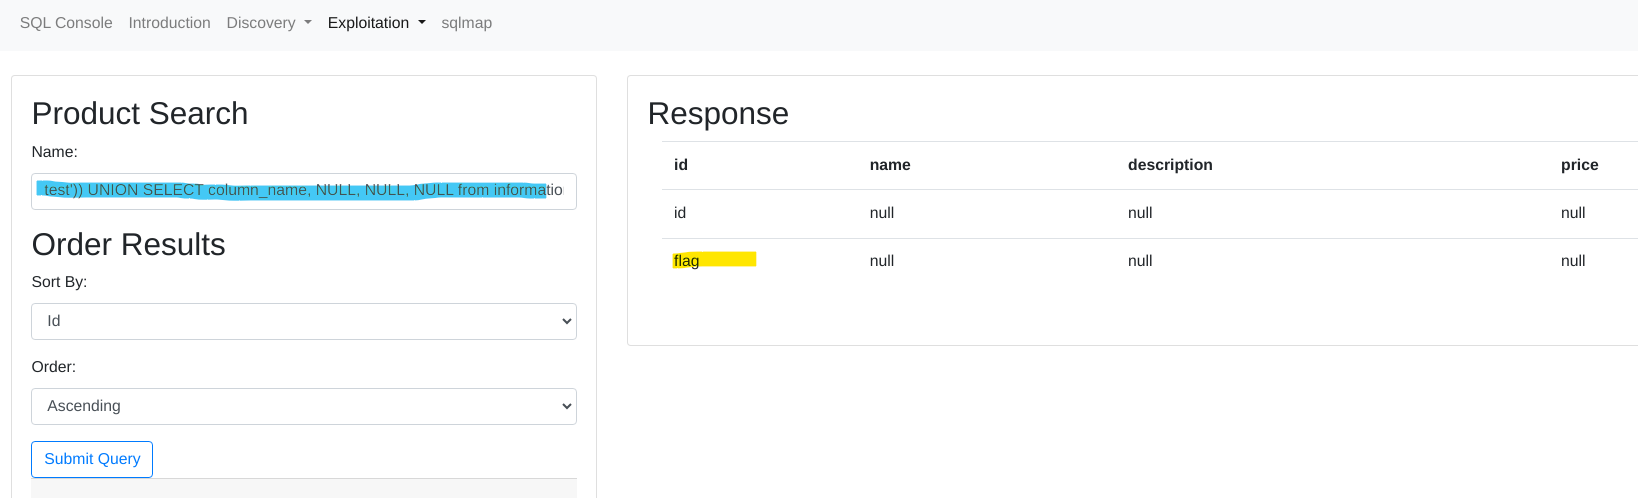 SQL Console Introduction Discovery Exploitation sqlmap
Product Search
Name:
test')) UNION SELECT column_name, NULL, NULL, NULL from informatio
Order Results
Sort By:
Id
Order:
Ascending
Submit Query
Response
id name description price
id null null null
flag null null null